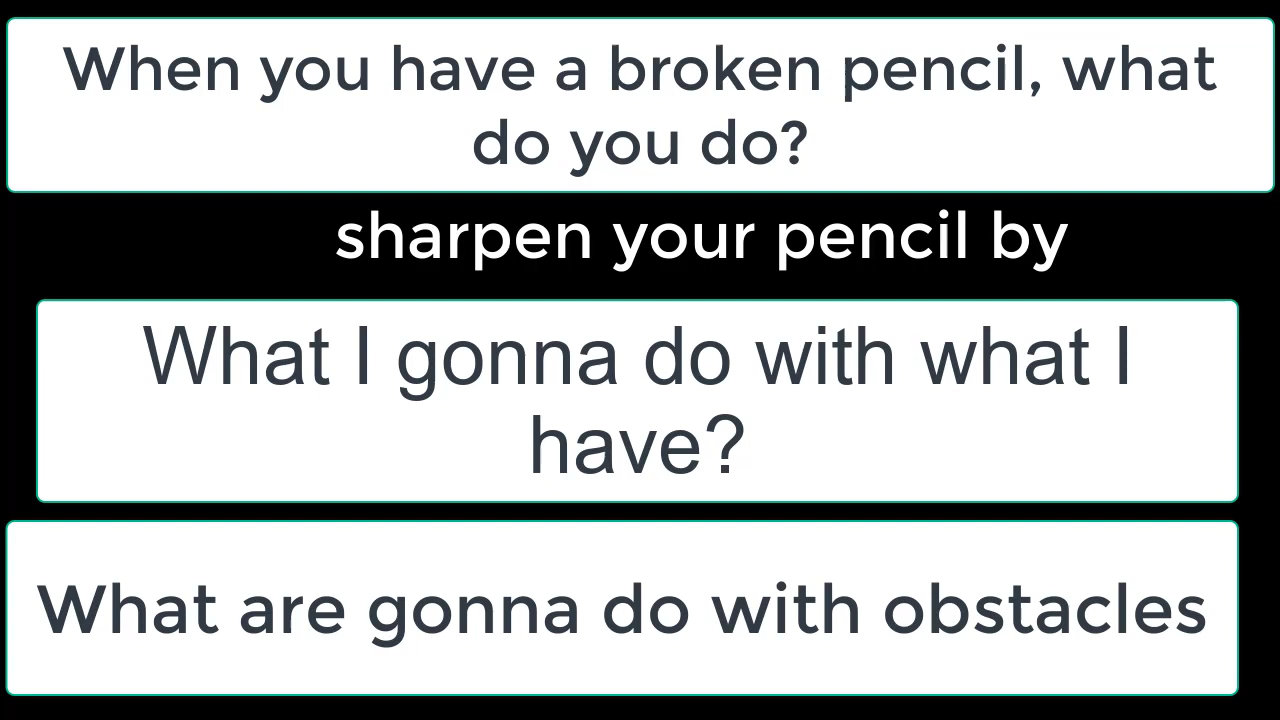 When you have a broken pencil, what
do you do?
sharpen your pencil by
What I gonna do with what I
have?
What are gonna do with obstacles